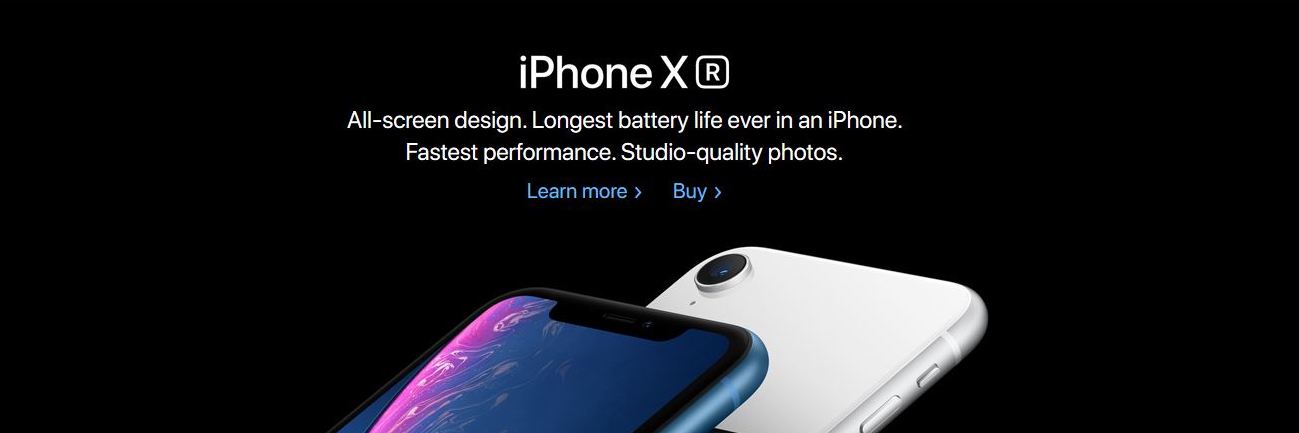 iPhone XR
All-screen design. Longest battery life ever in an iPhone.
Fastest performance. Studio-quality photos.
Learn more > Buy >